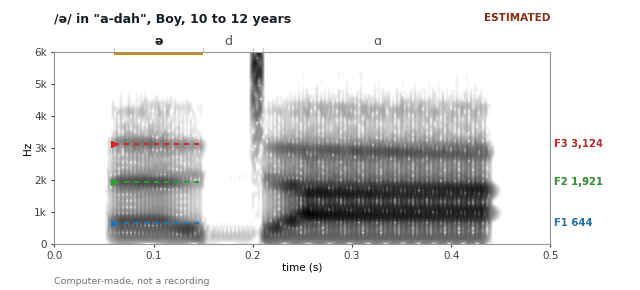 /ə/ in "a-dah", Boy, 10 to 12 years
ESTIMATED
ə d ɑ
6k
5k
4k
3k
2k
1k
0
Hz
F3 3,124
F2 1,921
F1 644
0.0 0.1 0.2 0.3 0.4 0.5
time (s)
Computer-made, not a recording